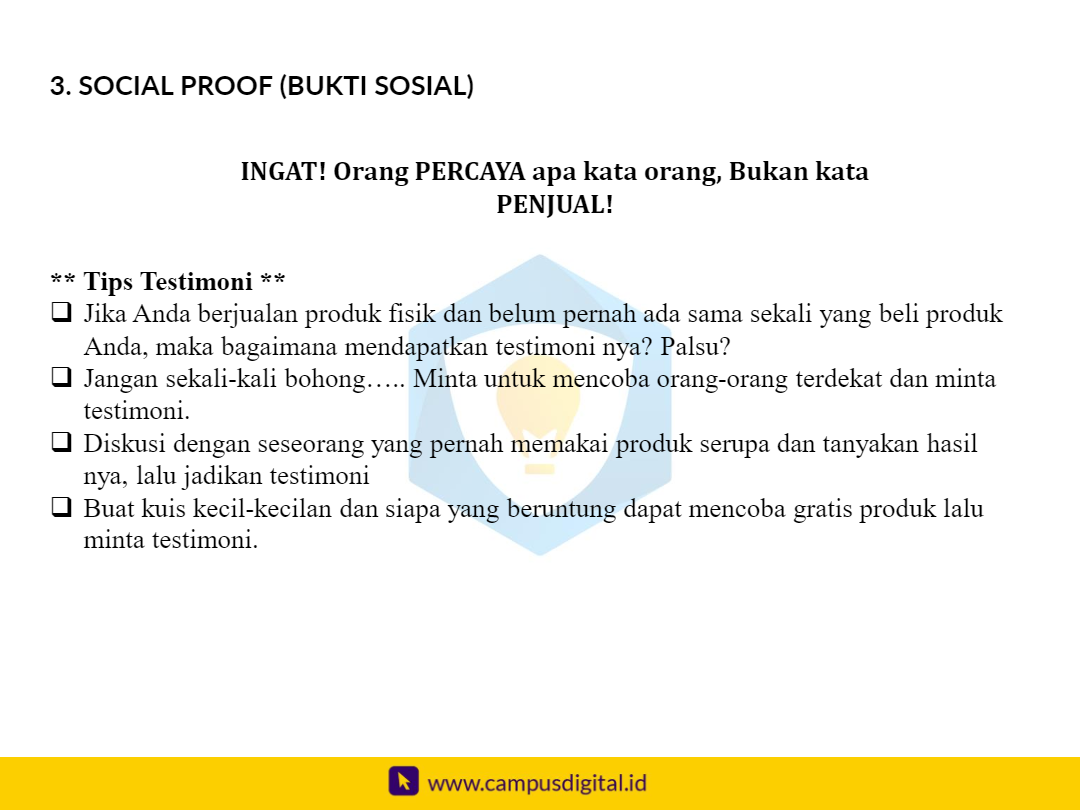 3. SOCIAL PROOF (BUKTI SOSIAL)
INGAT! Orang PERCAYA apa kata orang, Bukan kata
PENJUAL!
** Tips Testimoni **
❑ Jika Anda berjualan produk fisik dan belum pernah ada sama sekali yang beli produk
Anda, maka bagaimana mendapatkan testimoni nya? Palsu?
❑ Jangan sekali-kali bohong….. Minta untuk mencoba orang-orang terdekat dan minta
testimoni.
❑ Diskusi dengan seseorang yang pernah memakai produk serupa dan tanyakan hasil
nya, lalu jadikan testimoni
❑ Buat kuis kecil-kecilan dan siapa yang beruntung dapat mencoba gratis produk lalu
minta testimoni.
www.campusdigital.id